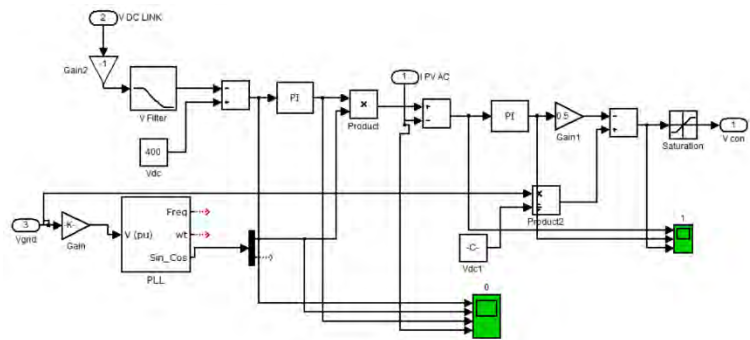 2
V DC LINK
-1
Gain2
V Filter
-
+
400
Vdc
PI
×
Product
1
I PV AC
+
-
PI
0.5
Gain1
-
+
Saturation
1
V con
3
Vgrid
-K-
Gain
V (pu)
Freq
wt
Sin_Cos
PLL
×
÷
Product2
-C-
Vdc1
1
0